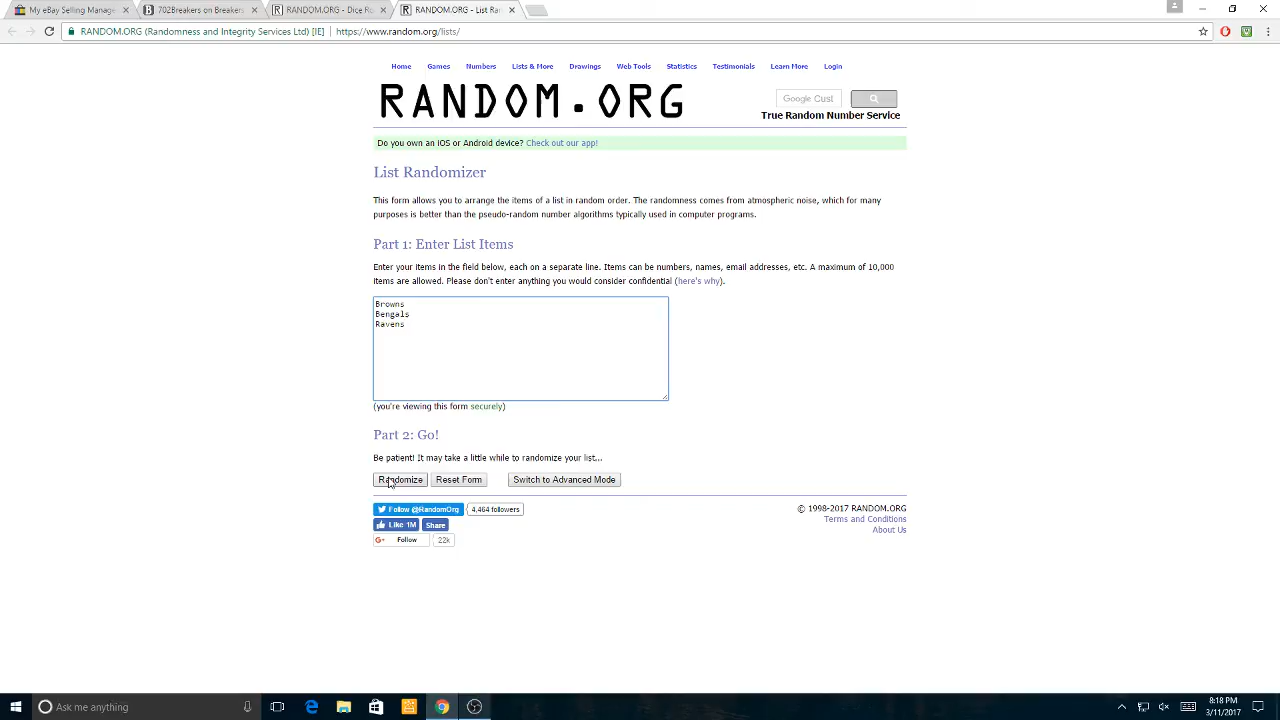 My eBay Selling Manage
702Breakers on Breakers
RANDOM.ORG - Dice Ro
RANDOM.ORG - List Ran
RANDOM.ORG (Randomness and Integrity Services Ltd) [IE]
https://www.random.org/lists/
Home Games Numbers Lists & More Drawings Web Tools Statistics Testimonials Learn More Login
RANDOM.ORG
Google Cust
True Random Number Service
Do you own an iOS or Android device? Check out our app!
List Randomizer
This form allows you to arrange the items of a list in random order. The randomness comes from atmospheric noise, which for many
purposes is better than the pseudo-random number algorithms typically used in computer programs.
Part 1: Enter List Items
Enter your items in the field below, each on a separate line. Items can be numbers, names, email addresses, etc. A maximum of 10,000
items are allowed. Please don't enter anything you would consider confidential (here's why).
Browns
Bengals
Ravens
(you're viewing this form securely)
Part 2: Go!
Be patient! It may take a little while to randomize your list...
Randomize Reset Form Switch to Advanced Mode
Follow @RandomOrg 4,464 followers
Like 1M Share
G+ Follow 22k
© 1998-2017 RANDOM.ORG
Terms and Conditions
About Us
Ask me anything
8:18 PM
3/11/2017